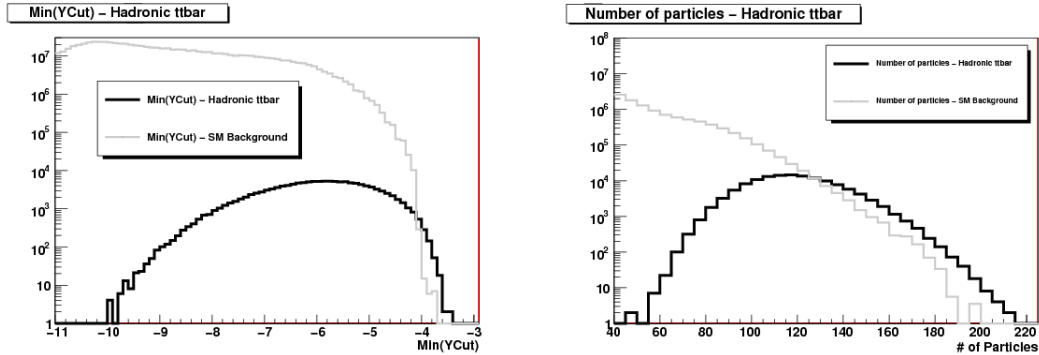 Min(YCut) – Hadronic ttbar
10⁷
10⁶
10⁵
10⁴
10³
10²
10
1
Min(YCut) – Hadronic ttbar
Min(YCut) – SM Background
−11 −10 −9 −8 −7 −6 −5 −4 −3
Min(YCut)
Number of particles – Hadronic ttbar
10⁸
10⁷
10⁶
10⁵
10⁴
10³
10²
10
1
Number of particles – Hadronic ttbar
Number of particles – SM Background
40 60 80 100 120 140 160 180 200 220
# of Particles